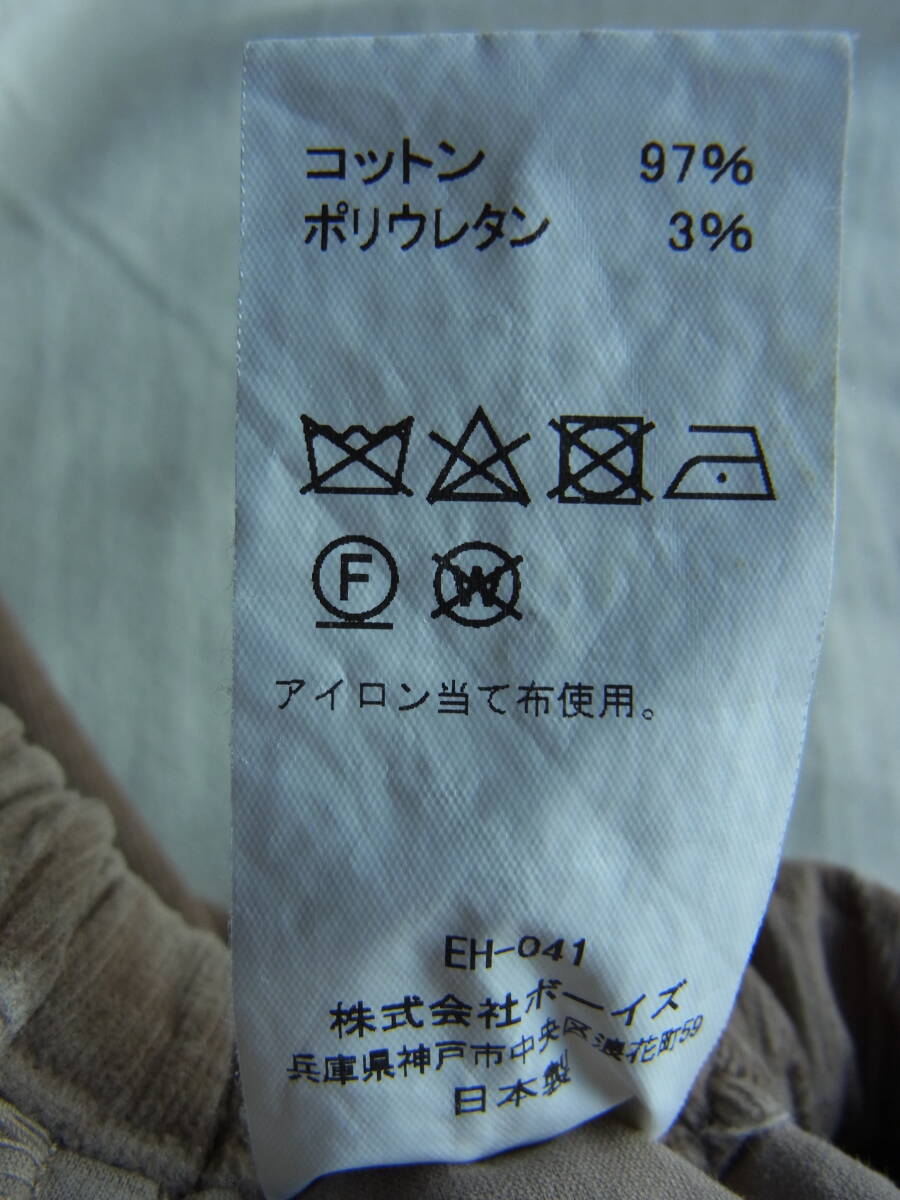 コットン 97%
ポリウレタン 3%
F W
アイロン当て布使用。
EH-041
株式会社ボーイズ
兵庫県神戸市中央区浪花町59
日本製